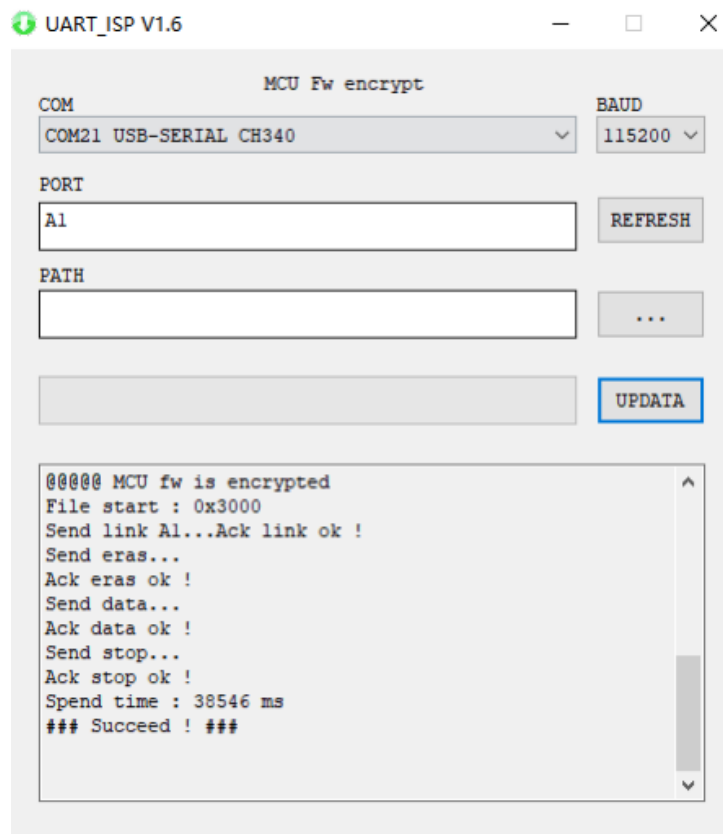 UART_ISP V1.6
MCU Fw encrypt
COM
BAUD
COM21 USB-SERIAL CH340
115200
PORT
A1
REFRESH
PATH
...
UPDATA
@@@@@ MCU fw is encrypted
File start : 0x3000
Send link A1...Ack link ok !
Send eras...
Ack eras ok !
Send data...
Ack data ok !
Send stop...
Ack stop ok !
Spend time : 38546 ms
### Succeed ! ###